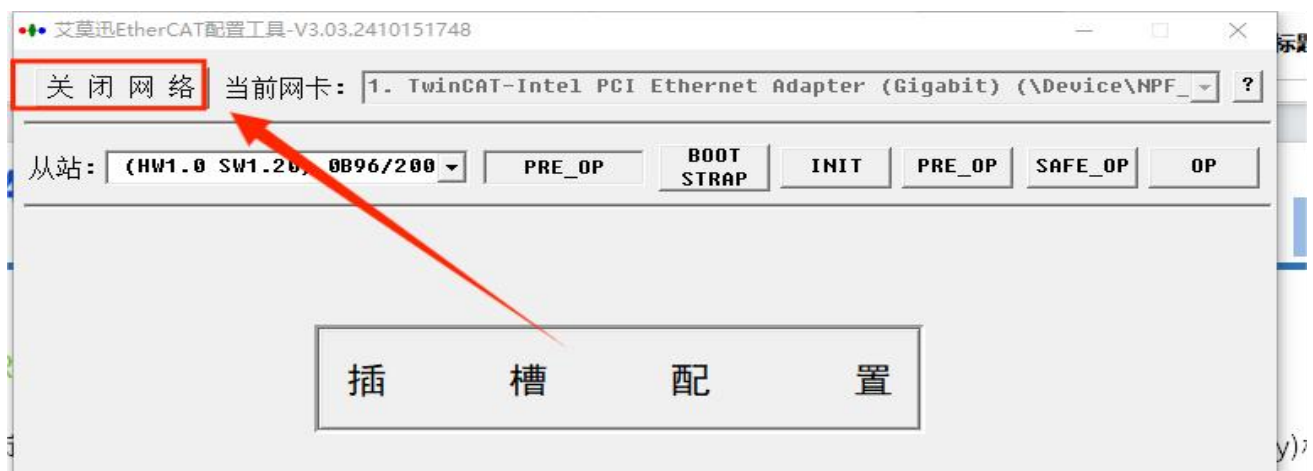 艾莫迅EtherCAT配置工具-V3.03.2410151748
关闭网络 当前网卡: 1. TwinCAT-Intel PCI Ethernet Adapter (Gigabit) (\Device\NPF_ ?
从站: (HW1.0 SW1.20) 0B96/200 PRE_OP BOOT STRAP INIT PRE_OP SAFE_OP OP
插槽配置
y)